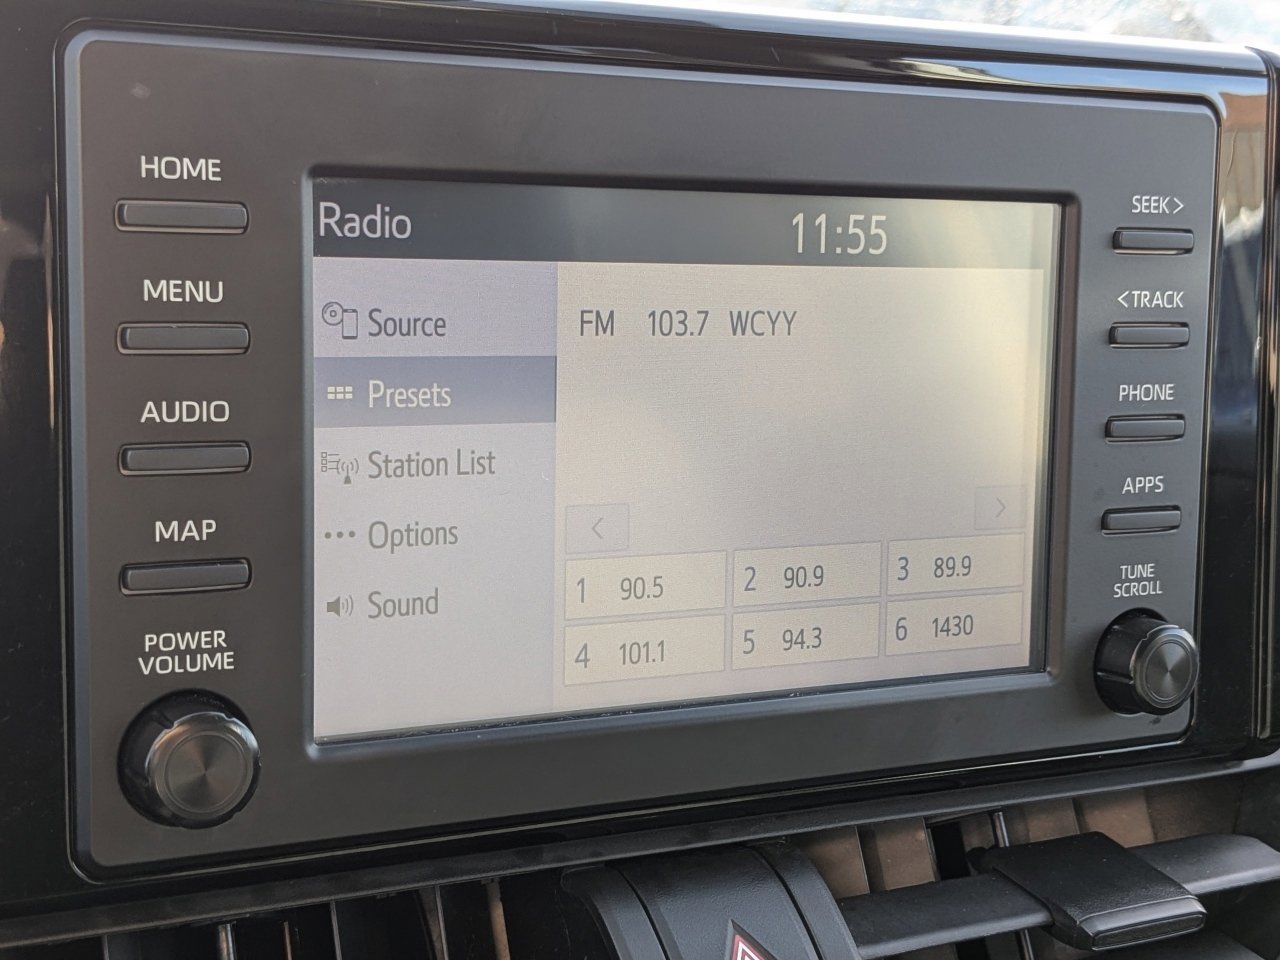 HOME
MENU
AUDIO
MAP
POWER
VOLUME
Radio 11:55
Source
Presets
Station List
Options
Sound
FM 103.7 WCYY
<
>
1 90.5
2 90.9
3 89.9
4 101.1
5 94.3
6 1430
SEEK>
<TRACK
PHONE
APPS
TUNE
SCROLL